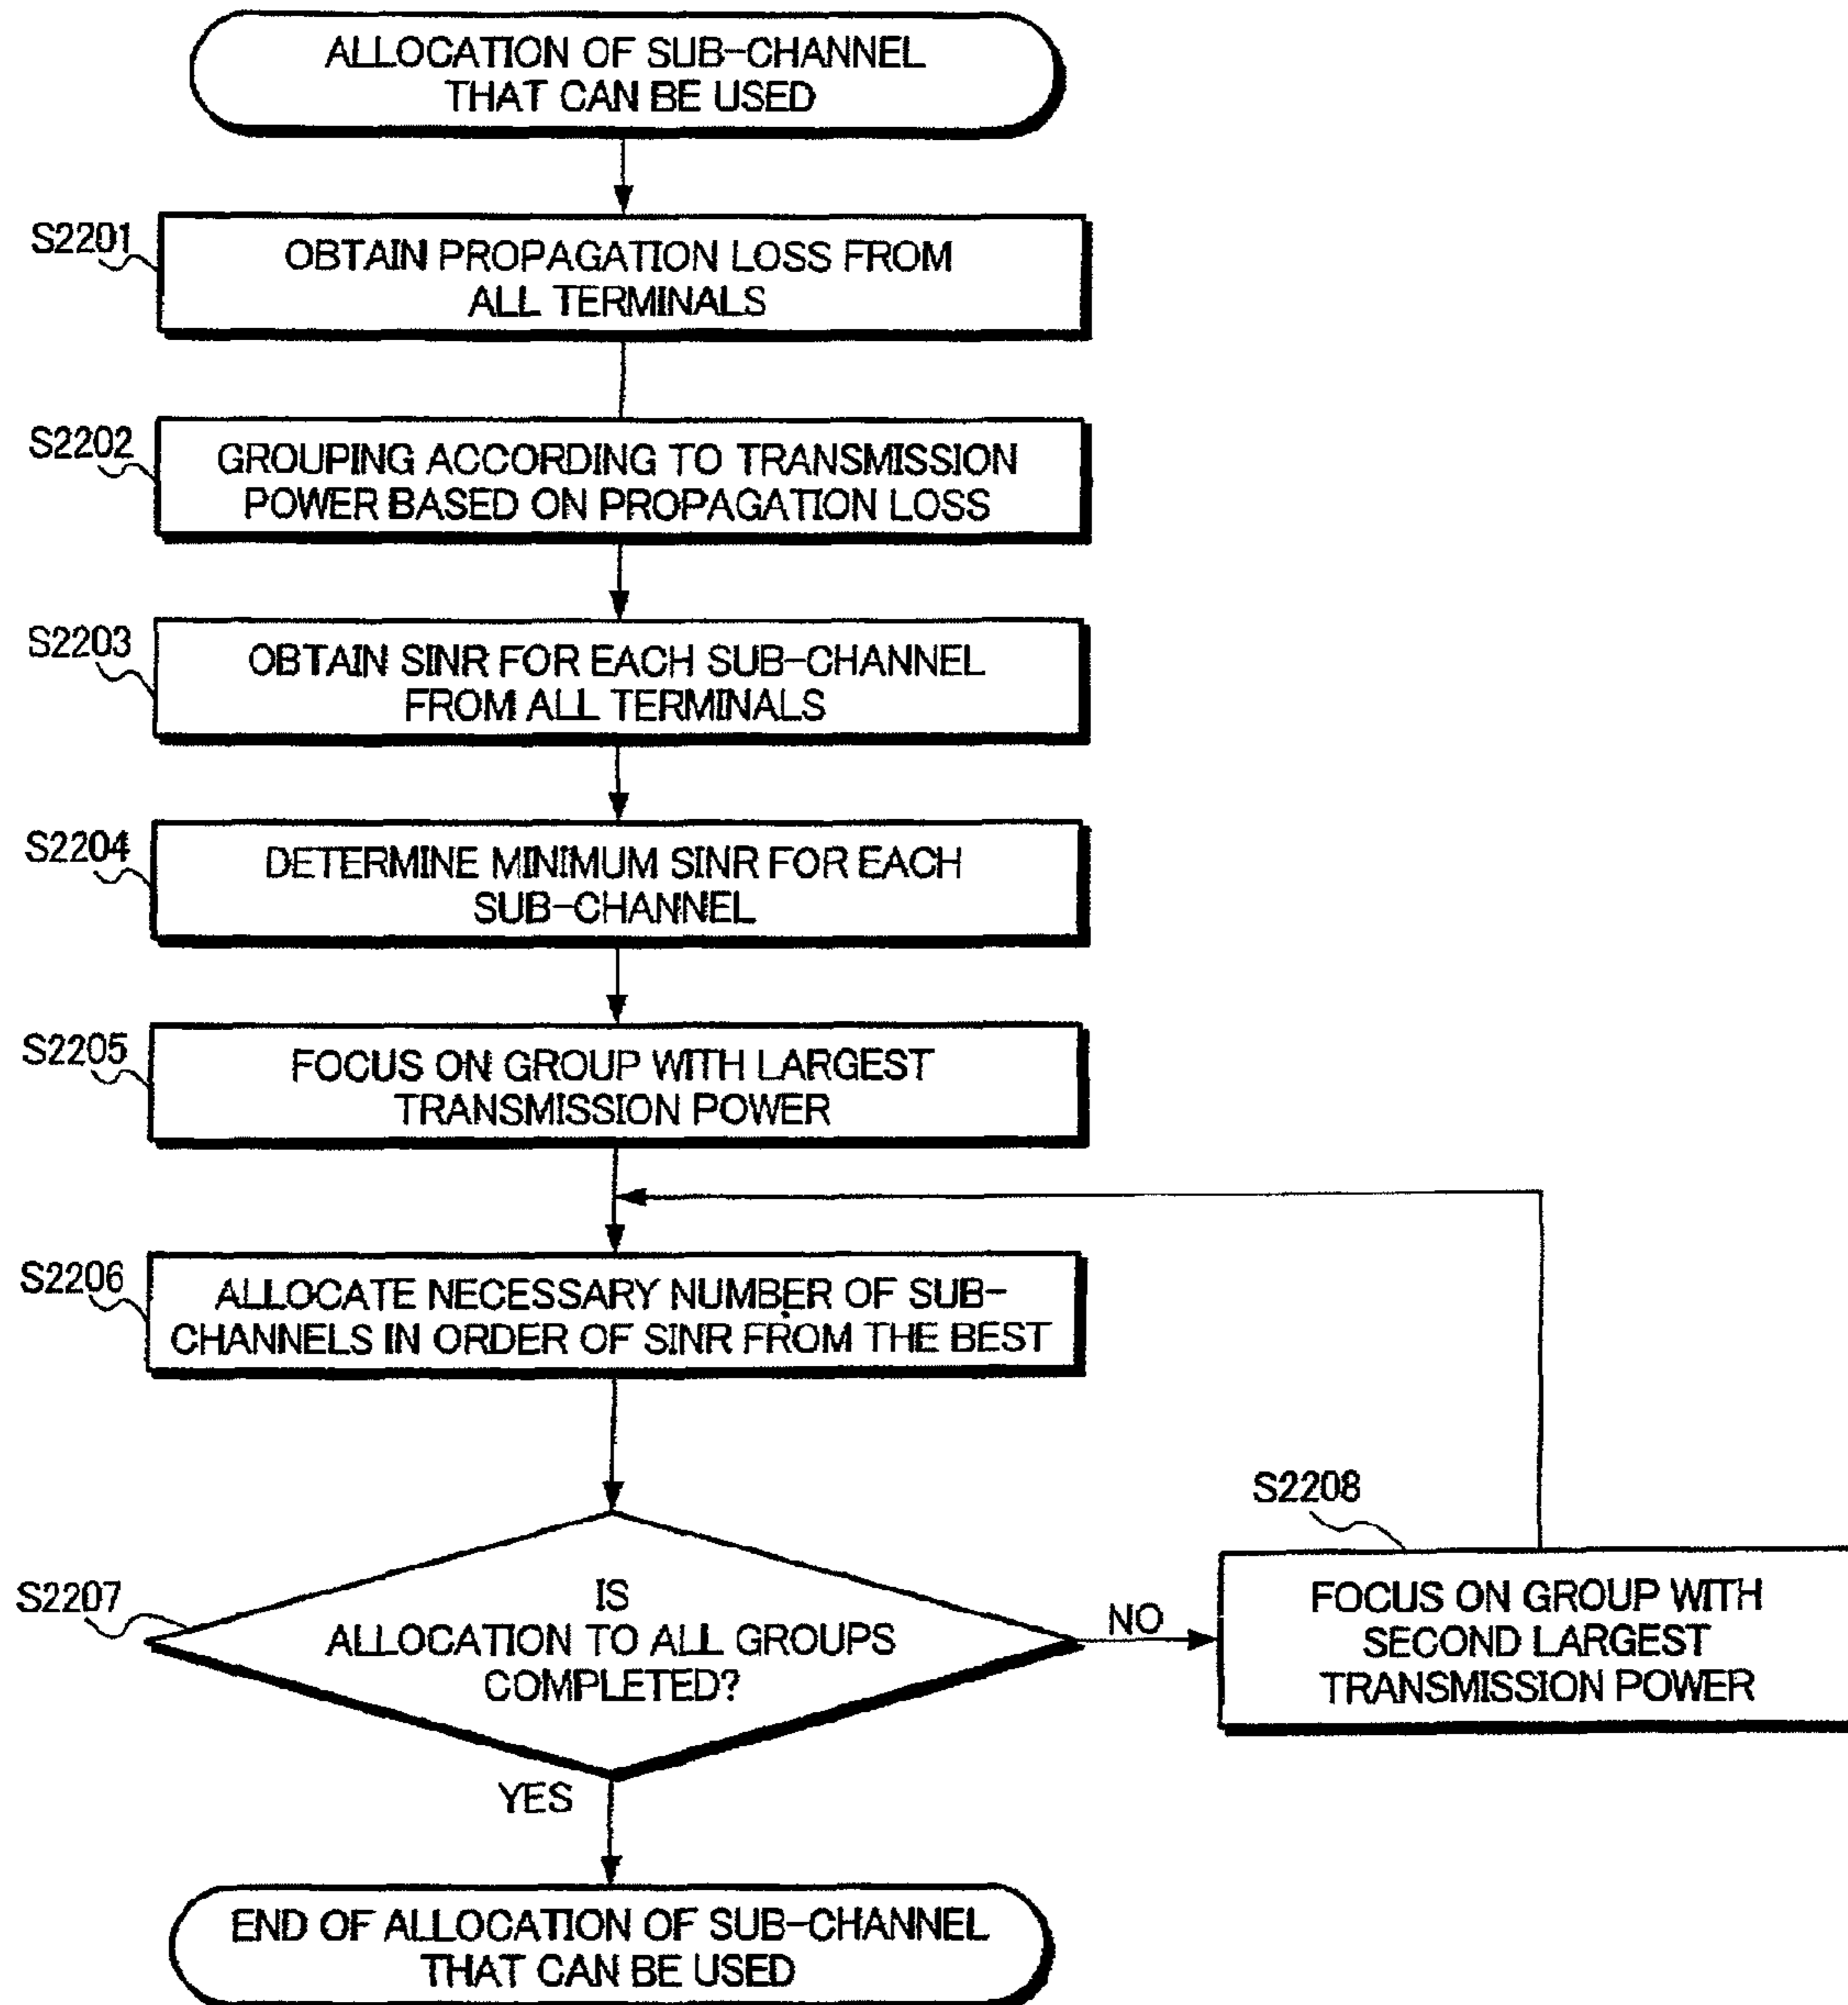 ALLOCATION OF SUB-CHANNEL
THAT CAN BE USED
S2201
OBTAIN PROPAGATION LOSS FROM
ALL TERMINALS
S2202
GROUPING ACCORDING TO TRANSMISSION
POWER BASED ON PROPAGATION LOSS
S2203
OBTAIN SINR FOR EACH SUB-CHANNEL
FROM ALL TERMINALS
S2204
DETERMINE MINIMUM SINR FOR EACH
SUB-CHANNEL
S2205
FOCUS ON GROUP WITH LARGEST
TRANSMISSION POWER
S2206
ALLOCATE NECESSARY NUMBER OF SUB-
CHANNELS IN ORDER OF SINR FROM THE BEST
S2207
IS
ALLOCATION TO ALL GROUPS
COMPLETED?
NO
S2208
FOCUS ON GROUP WITH
SECOND LARGEST
TRANSMISSION POWER
YES
END OF ALLOCATION OF SUB-CHANNEL
THAT CAN BE USED